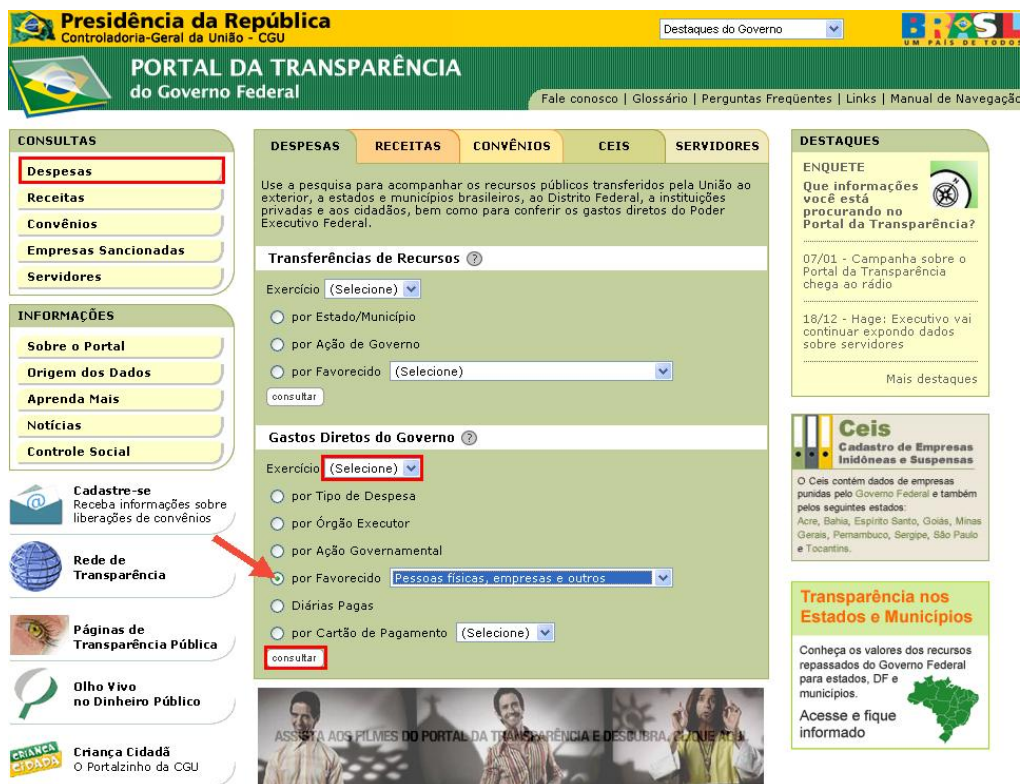 Presidência da República
Controladoria-Geral da União - CGU
Destaques do Governo
BRASIL
UM PAÍS DE TODOS
PORTAL DA TRANSPARÊNCIA
do Governo Federal
Fale conosco | Glossário | Perguntas Freqüentes | Links | Manual de Navegação
CONSULTAS
Despesas
Receitas
Convênios
Empresas Sancionadas
Servidores
INFORMAÇÕES
Sobre o Portal
Origem dos Dados
Aprenda Mais
Notícias
Controle Social
Cadastre-se
Receba informações sobre
liberações de convênios
Rede de
Transparência
Páginas de
Transparência Pública
Olho Vivo
no Dinheiro Público
CRIANÇA
CIDADÃ
Criança Cidadã
O Portalzinho da CGU
DESPESAS RECEITAS CONVÊNIOS CEIS SERVIDORES
Use a pesquisa para acompanhar os recursos públicos transferidos pela União ao
exterior, a estados e municípios brasileiros, ao Distrito Federal, a instituições
privadas e aos cidadãos, bem como para conferir os gastos diretos do Poder
Executivo Federal.
Transferências de Recursos ?
Exercício (Selecione)
por Estado/Município
por Ação de Governo
por Favorecido (Selecione)
consultar
Gastos Diretos do Governo ?
Exercício (Selecione)
por Tipo de Despesa
por Órgão Executor
por Ação Governamental
por Favorecido Pessoas físicas, empresas e outros
Diárias Pagas
por Cartão de Pagamento (Selecione)
consultar
ASSISTA AOS FILMES DO PORTAL DA TRANSPARÊNCIA E DESCUBRA. CLIQUE AQUI.
DESTAQUES
ENQUETE
Que informações
você está
procurando no
Portal da Transparência?
07/01 - Campanha sobre o
Portal da Transparência
chega ao rádio
18/12 - Hage: Executivo vai
continuar expondo dados
sobre servidores
Mais destaques
Ceis
Cadastro de Empresas
Inidôneas e Suspensas
O Ceis contém dados de empresas
punidas pelo Governo Federal e também
pelos seguintes estados:
Acre, Bahia, Espírito Santo, Goiás, Minas
Gerais, Pernambuco, Sergipe, São Paulo
e Tocantins.
Transparência nos
Estados e Municípios
Conheça os valores dos recursos
repassados do Governo Federal
para estados, DF e
municípios.
Acesse e fique
informado